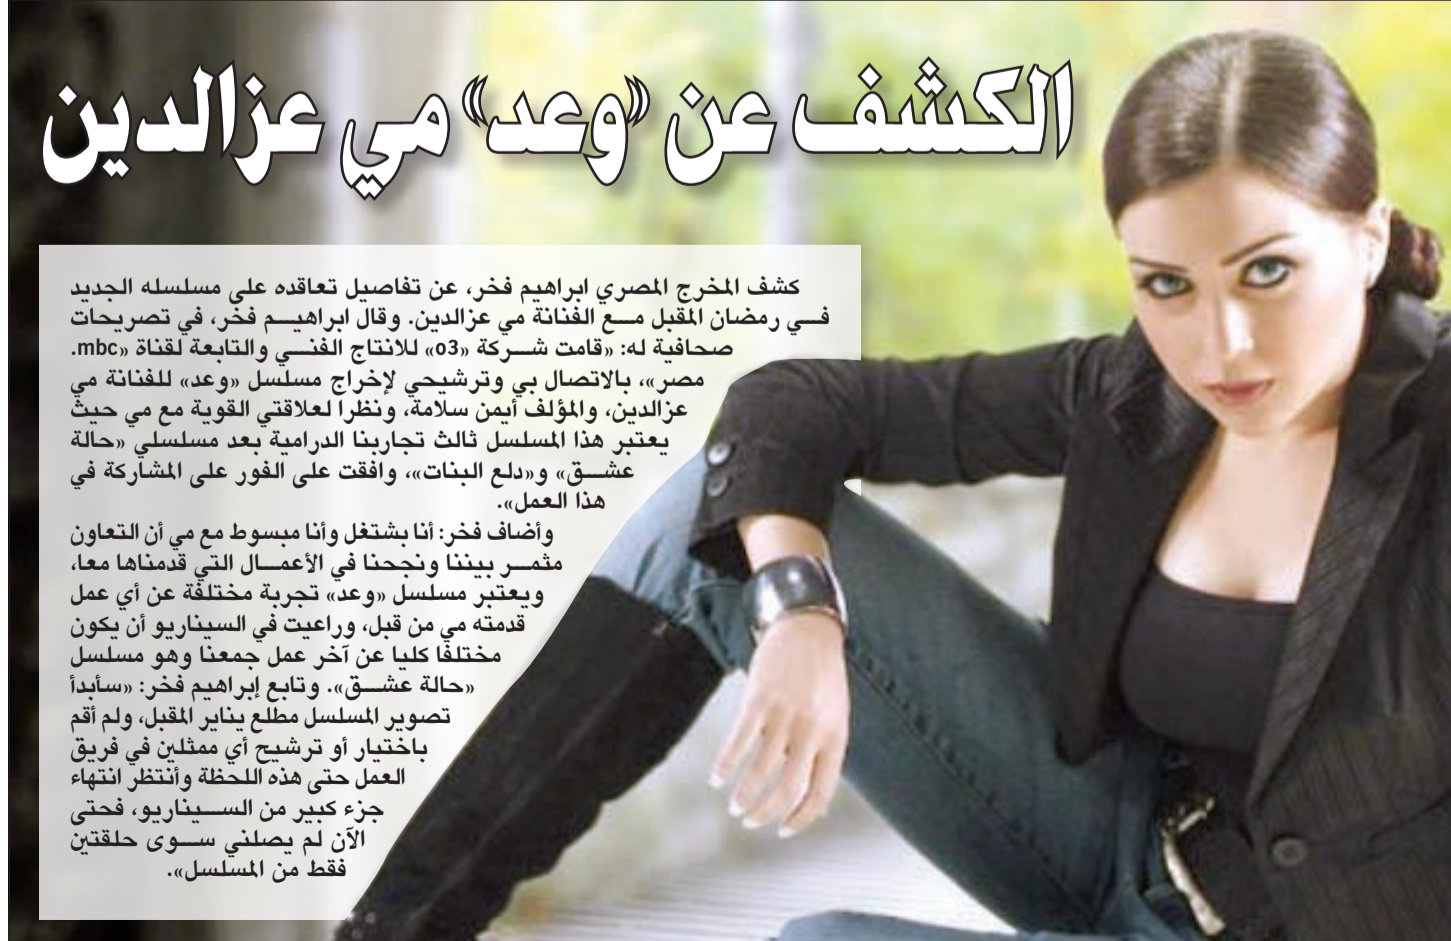 الكشف عن «وعد» مي عزالدين
كشف المخرج المصري ابراهيم فخر، عن تفاصيل تعاقده على مسلسله الجديد
في رمضان المقبل مع الفنانة مي عزالدين. وقال ابراهيم فخر، في تصريحات
صحافية له: «قامت شركة «o3» للانتاج الفني والتابعة لقناة «mbc.
مصر»، بالاتصال بي وترشيحي لإخراج مسلسل «وعد» للفنانة مي
عزالدين، والمؤلف أيمن سلامة، ونظرا لعلاقتي القوية مع مي حيث
يعتبر هذا المسلسل ثالث تجاربنا الدرامية بعد مسلسلي «حالة
عشق» و«دلع البنات»، وافقت على الفور على المشاركة في
هذا العمل».
وأضاف فخر: أنا بشتغل وأنا مبسوط مع مي أن التعاون
مثمر بيننا ونجحنا في الأعمال التي قدمناها معا،
ويعتبر مسلسل «وعد» تجربة مختلفة عن أي عمل
قدمته مي من قبل، وراعيت في السيناريو أن يكون
مختلفا كليا عن آخر عمل جمعنا وهو مسلسل
«حالة عشق». وتابع إبراهيم فخر: «سأبدأ
تصوير المسلسل مطلع يناير المقبل، ولم أقم
باختيار أو ترشيح أي ممثلين في فريق
العمل حتى هذه اللحظة وأنتظر انتهاء
جزء كبير من السيناريو، فحتى
الآن لم يصلني سوى حلقتين
فقط من المسلسل».